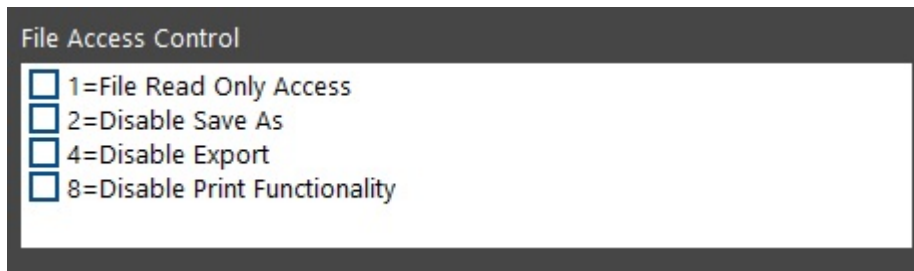 File Access Control
1=File Read Only Access
2=Disable Save As
4=Disable Export
8=Disable Print Functionality